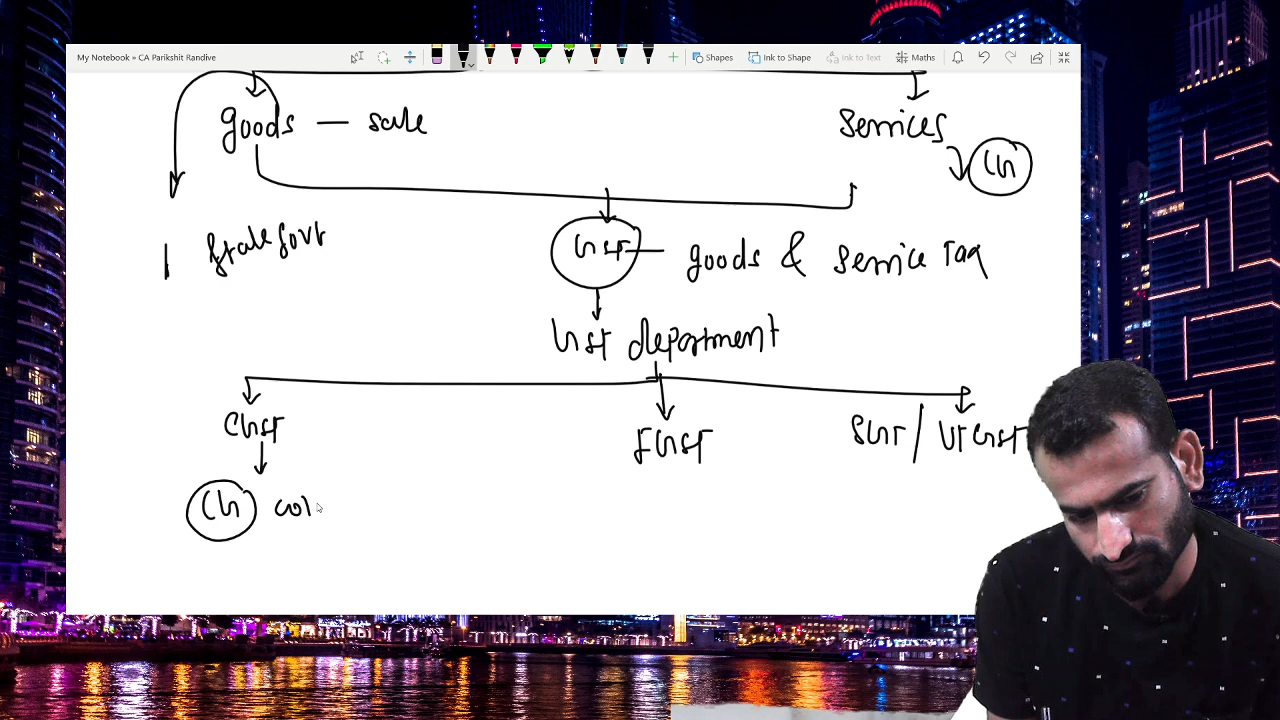 My Notebook » CA Parikshit Randive
Shapes
Ink to Shape
Ink to Text
Maths
goods — sale
Services
CG
State Govt
GST — goods & Service Tax
GST department
CGST
IGST
SGST / UTGST
CG Col